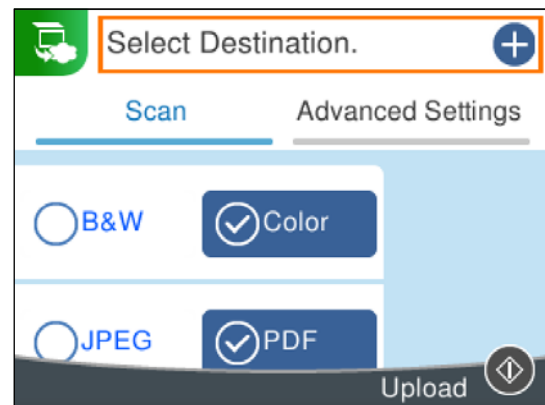 Select Destination.
Scan Advanced Settings
B&W Color
JPEG PDF
Upload